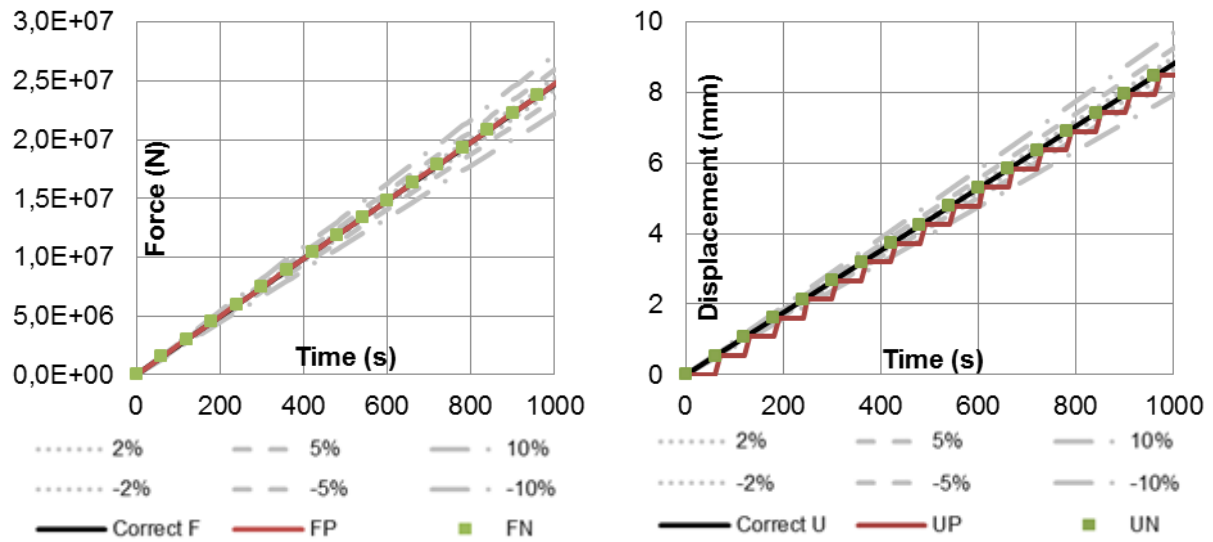 3,0E+07
2,5E+07
2,0E+07
1,5E+07
1,0E+07
5,0E+06
0,0E+00
Force (N)
Time (s)
0 200 400 600 800 1000
2% 5% 10%
-2% -5% -10%
Correct F FP FN
10
8
6
4
2
0
Displacement (mm)
Time (s)
0 200 400 600 800 1000
2% 5% 10%
-2% -5% -10%
Correct U UP UN